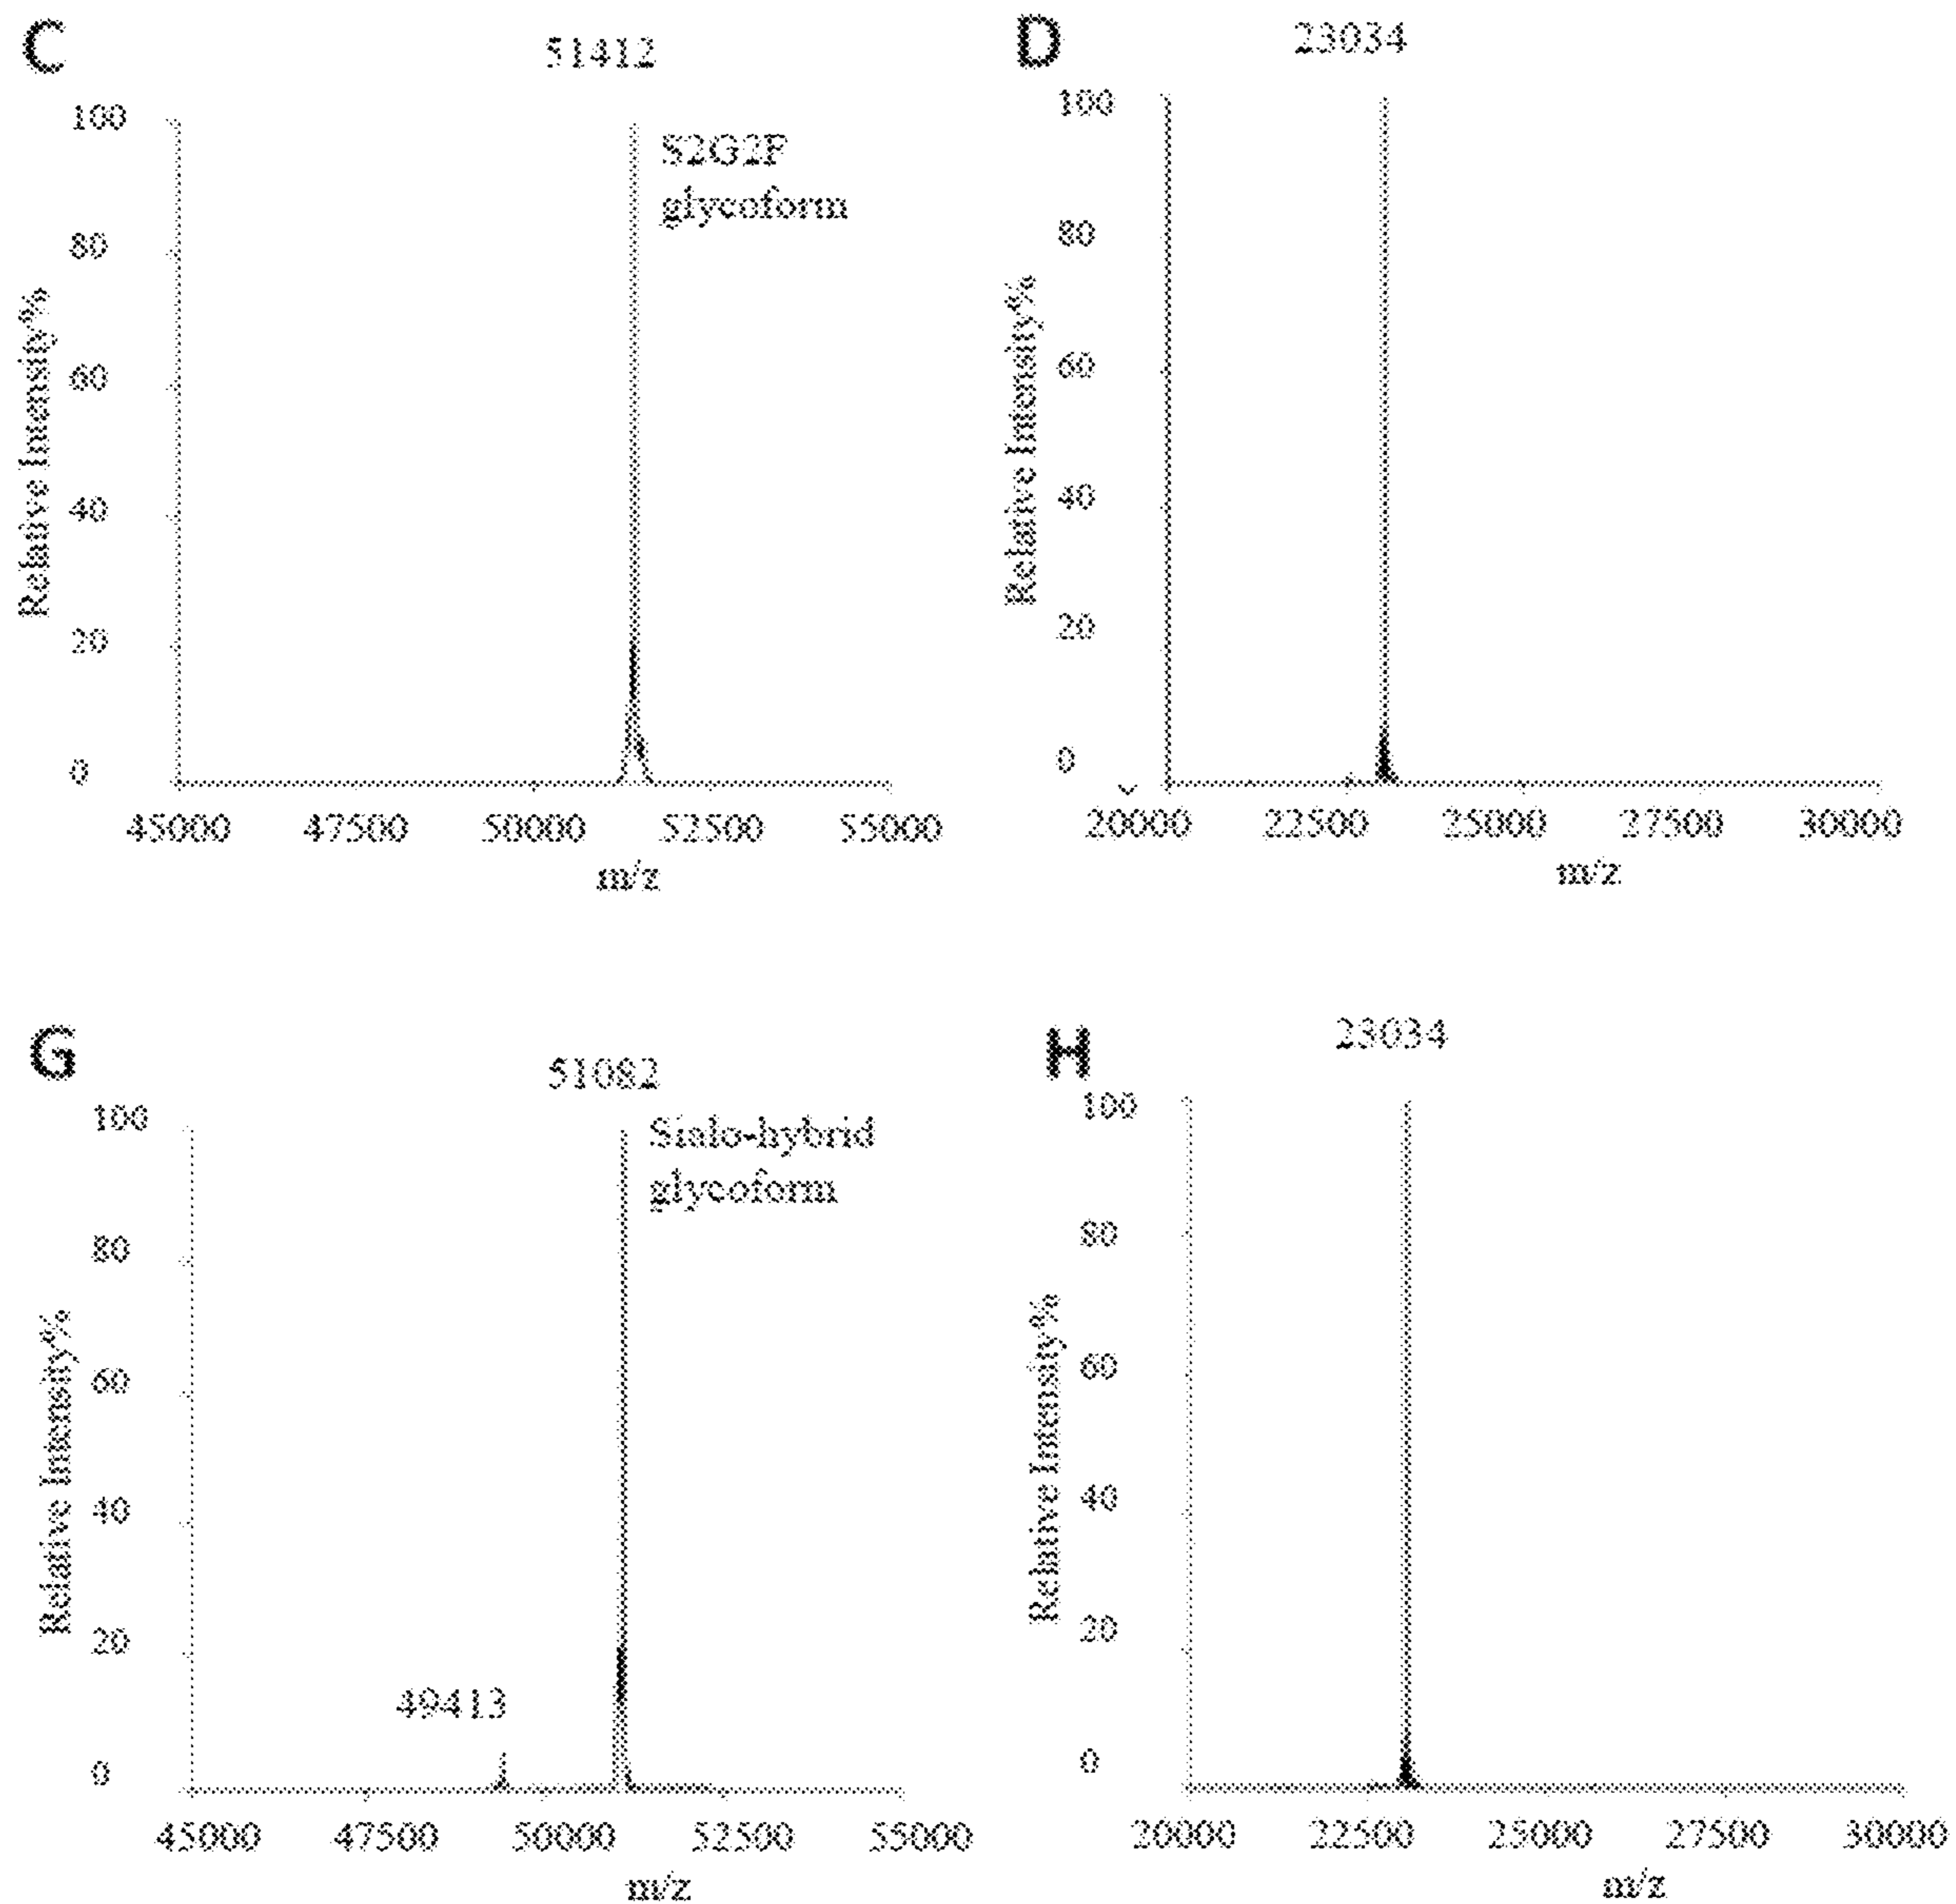 C
51412
S2G2F
glycoform
100
80
60
40
20
0
Relative Intensity%
45000 47500 50000 52500 55000
m/z
D
23034
100
80
60
40
20
0
Relative Intensity%
20000 22500 25000 27500 30000
m/z
G
51082
Sialo-hybrid
glycoform
49413
100
80
60
40
20
0
Relative Intensity%
45000 47500 50000 52500 55000
m/z
H
23034
100
80
60
40
20
0
Relative Intensity%
20000 22500 25000 27500 30000
m/z